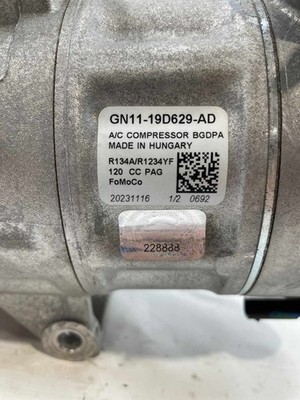 GN11-19D629-AD
A/C COMPRESSOR BGDPA
MADE IN HUNGARY
R134A/R1234YF
120 CC PAG
FoMoCo
20231116 1/2 0692
228888